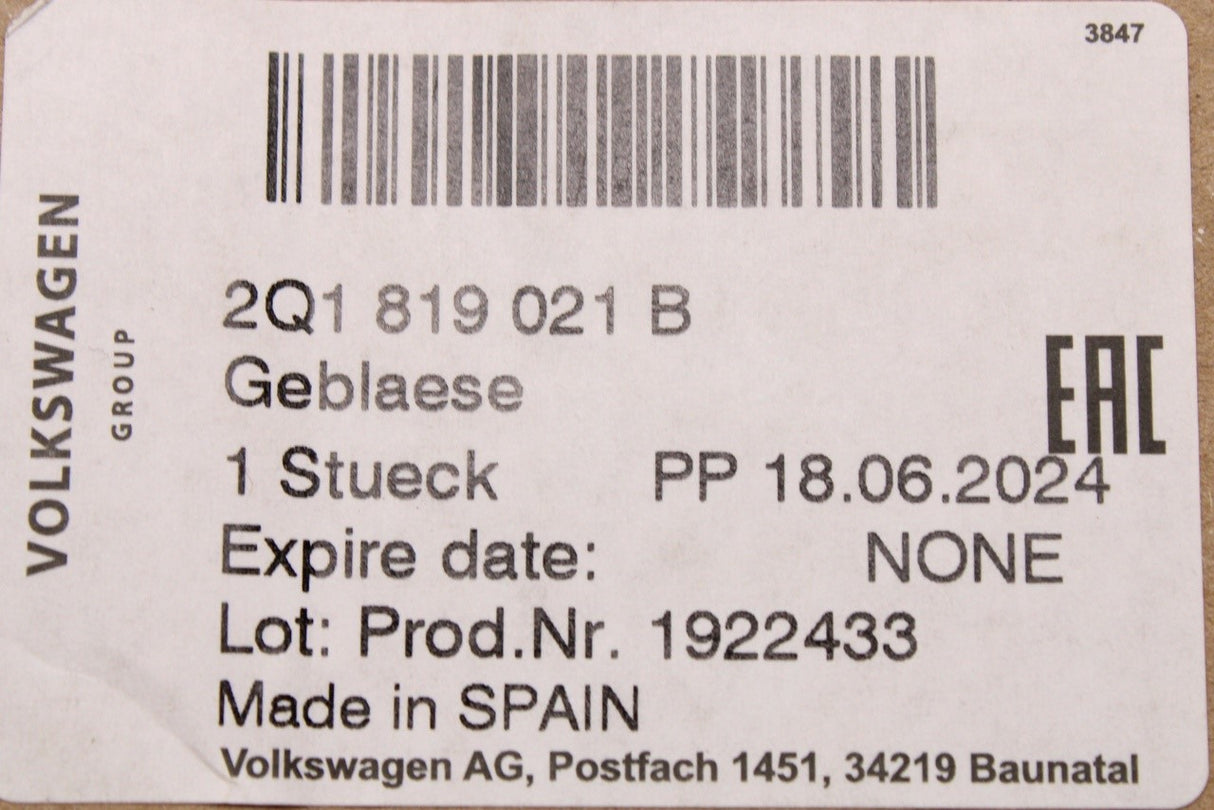 3847
VOLKSWAGEN
GROUP
2Q1 819 021 B
Geblaese
EAC
1 Stueck PP 18.06.2024
Expire date: NONE
Lot: Prod.Nr. 1922433
Made in SPAIN
Volkswagen AG, Postfach 1451, 34219 Baunatal